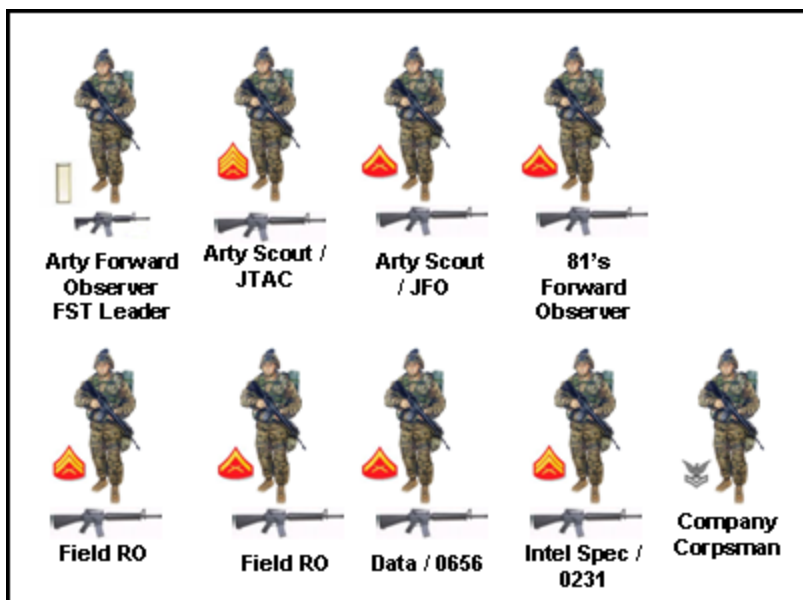 Arty Forward
Observer
FST Leader
Arty Scout /
JTAC
Arty Scout
/ JFO
81's
Forward
Observer
Field RO
Field RO
Data / 0656
Intel Spec /
0231
Company
Corpsman